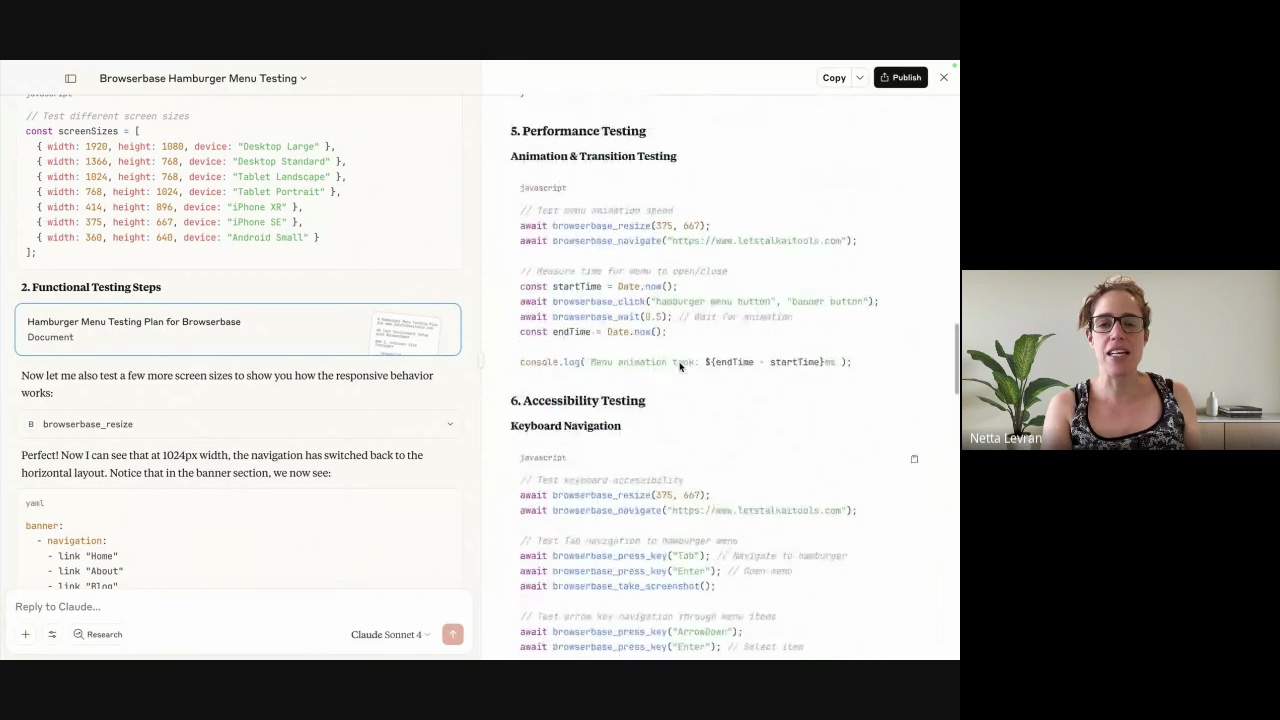 Browserbase Hamburger Menu Testing
Copy
Publish
javascript
// Test different screen sizes
const screenSizes = [
{ width: 1920, height: 1080, device: "Desktop Large" },
{ width: 1366, height: 768, device: "Desktop Standard" },
{ width: 1024, height: 768, device: "Tablet Landscape" },
{ width: 768, height: 1024, device: "Tablet Portrait" },
{ width: 414, height: 896, device: "iPhone XR" },
{ width: 375, height: 667, device: "iPhone SE" },
{ width: 360, height: 640, device: "Android Small" }
];
2. Functional Testing Steps
Hamburger Menu Testing Plan for Browserbase
Document
Now let me also test a few more screen sizes to show you how the responsive behavior
works:
B browserbase_resize
Perfect! Now I can see that at 1024px width, the navigation has switched back to the
horizontal layout. Notice that in the banner section, we now see:
yaml
banner:
- navigation:
- link "Home"
- link "About"
- link "Blog"
Reply to Claude...
Research
Claude Sonnet 4
5. Performance Testing
Animation & Transition Testing
javascript
// Test menu animation speed
await browserbase_resize(375, 667);
await browserbase_navigate("https://www.letstalkaitools.com");
// Measure time for menu to open/close
const startTime = Date.now();
await browserbase_click("hamburger menu button", "banner button");
await browserbase_wait(0.5); // Wait for animation
const endTime = Date.now();
console.log(`Menu animation took: ${endTime - startTime}ms`);
6. Accessibility Testing
Keyboard Navigation
javascript
// Test keyboard accessibility
await browserbase_resize(375, 667);
await browserbase_navigate("https://www.letstalkaitools.com");
// Test Tab navigation to hamburger menu
await browserbase_press_key("Tab"); // Navigate to hamburger
await browserbase_press_key("Enter"); // Open menu
await browserbase_take_screenshot();
// Test arrow key navigation through menu items
await browserbase_press_key("ArrowDown");
await browserbase_press_key("Enter"); // Select item
Netta Levran